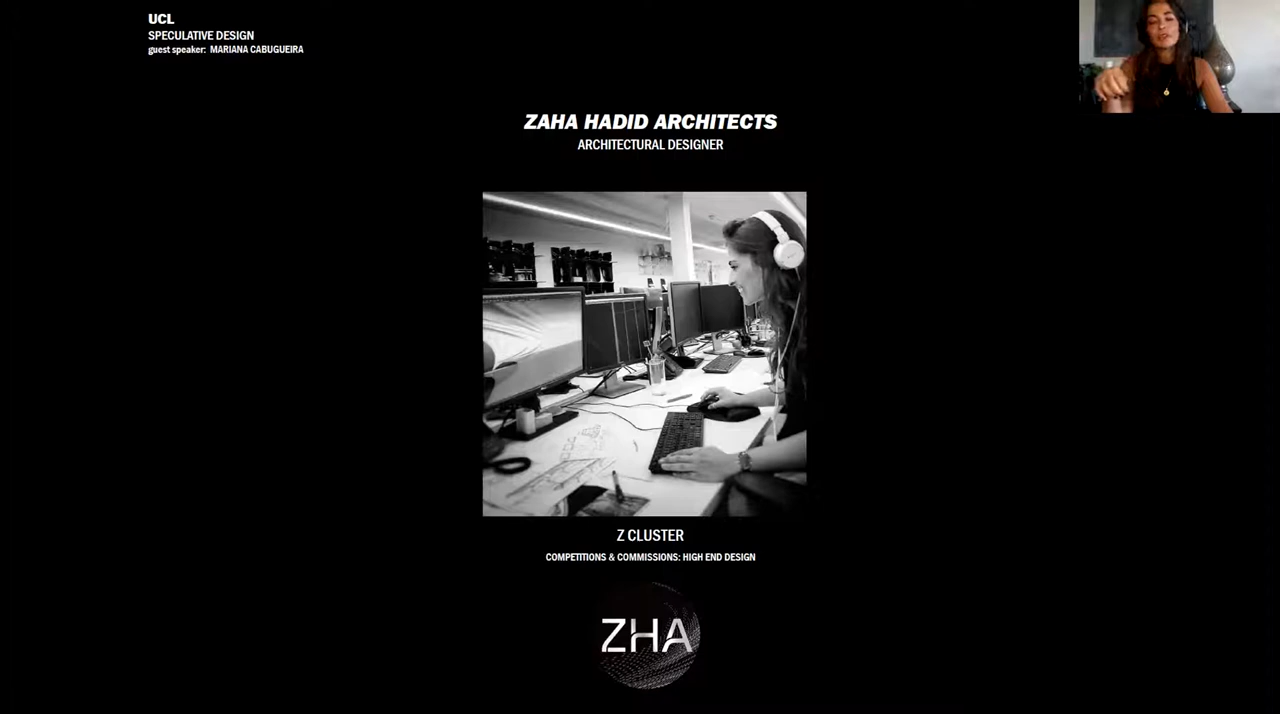 UCL
SPECULATIVE DESIGN
guest speaker: MARIANA CABUGUEIRA
ZAHA HADID ARCHITECTS
ARCHITECTURAL DESIGNER
Z CLUSTER
COMPETITIONS & COMMISSIONS: HIGH END DESIGN
ZHA